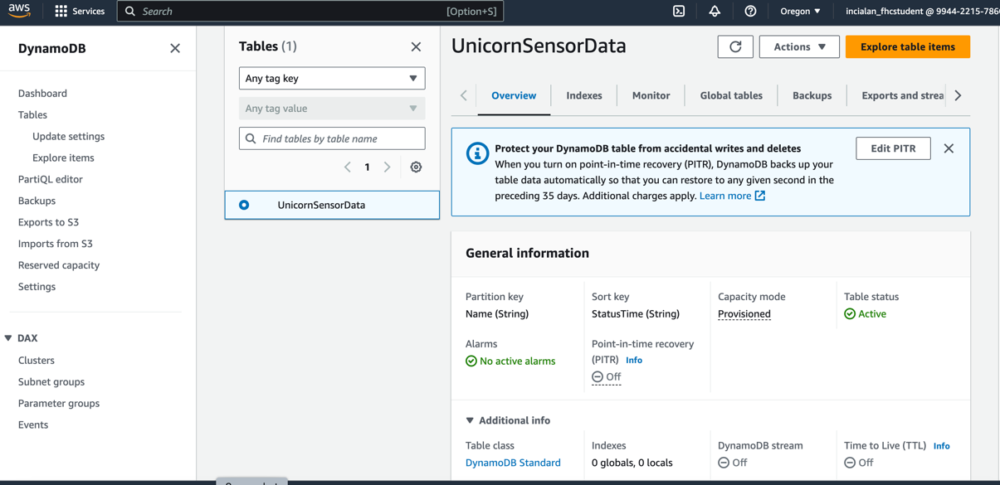 aws
Services
Search
[Option+S]
Oregon
incialan_fhcstudent @ 9944-2215-786
DynamoDB
Dashboard
Tables
Update settings
Explore items
PartiQL editor
Backups
Exports to S3
Imports from S3
Reserved capacity
Settings
DAX
Clusters
Subnet groups
Parameter groups
Events
Tables (1)
Any tag key
Any tag value
Find tables by table name
1
UnicornSensorData
UnicornSensorData
Actions
Explore table items
Overview
Indexes
Monitor
Global tables
Backups
Exports and strea
Protect your DynamoDB table from accidental writes and deletes
When you turn on point-in-time recovery (PITR), DynamoDB backs up your
table data automatically so that you can restore to any given second in the
preceding 35 days. Additional charges apply. Learn more
Edit PITR
General information
Partition key
Name (String)
Sort key
StatusTime (String)
Capacity mode
Provisioned
Table status
Active
Alarms
No active alarms
Point-in-time recovery
(PITR) Info
Off
Additional info
Table class
DynamoDB Standard
Indexes
0 globals, 0 locals
DynamoDB stream
Off
Time to Live (TTL) Info
Off